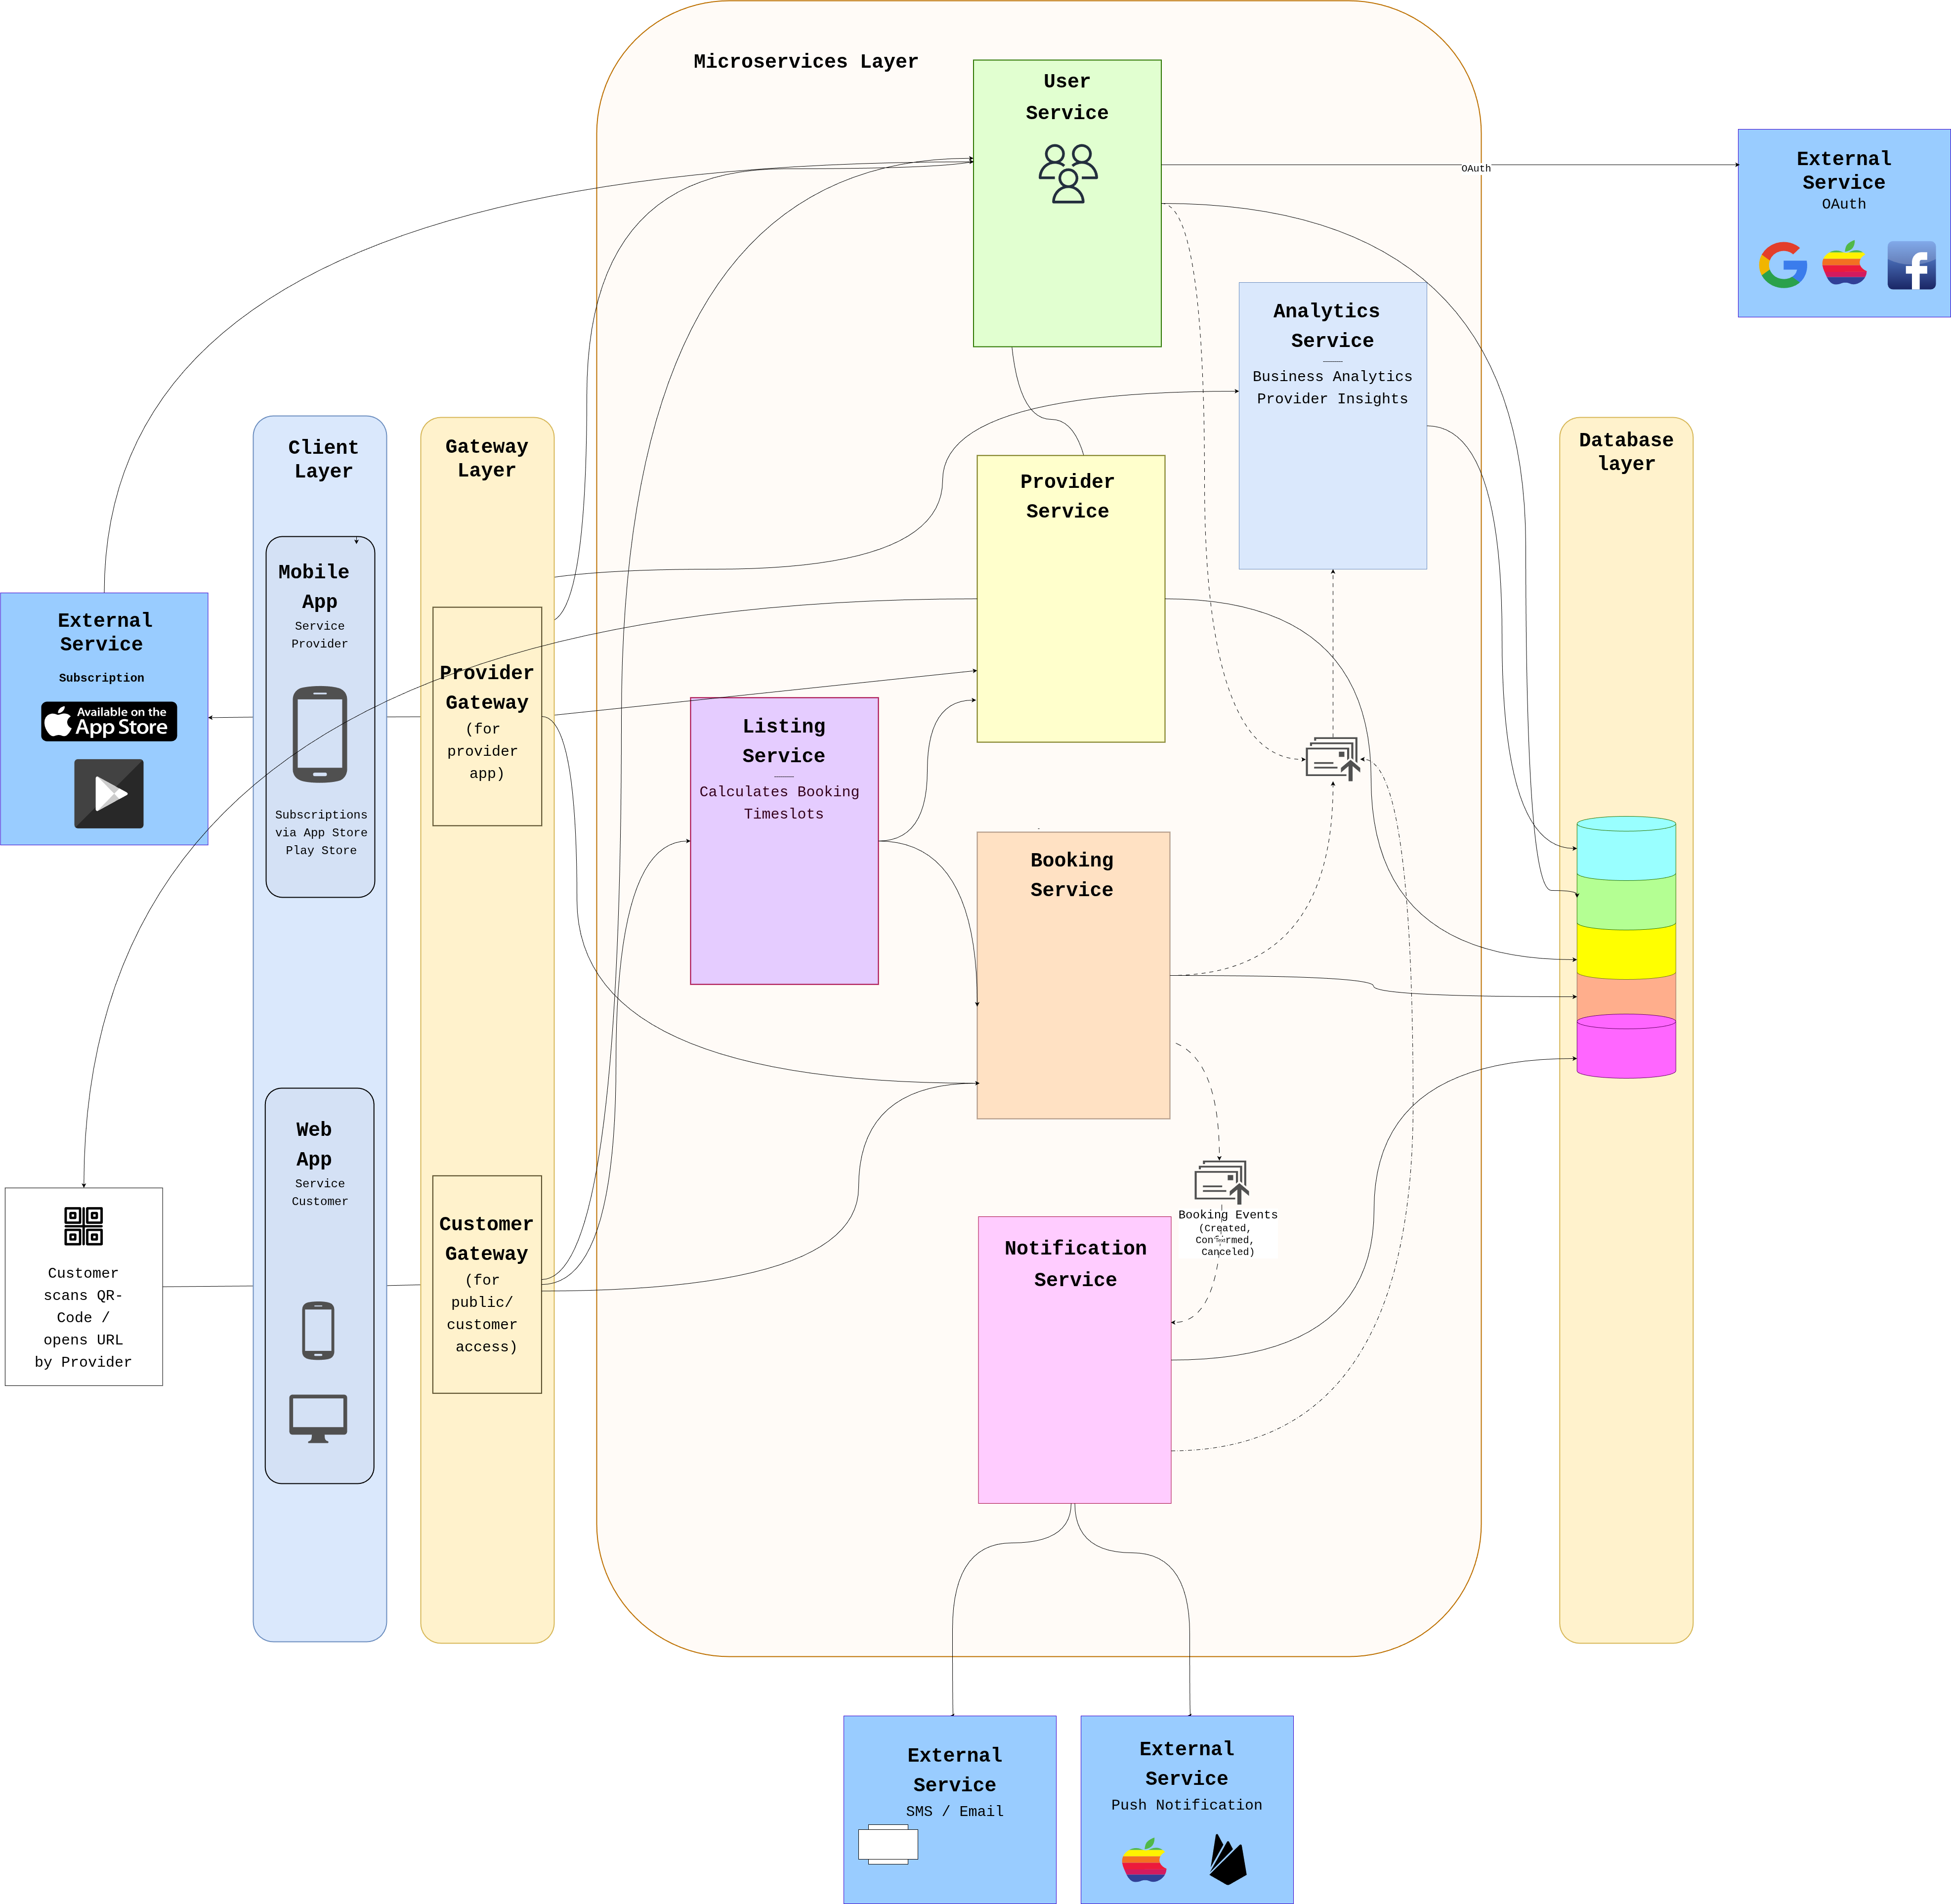 Microservices Layer
User
Service
OAuth
External
Service
OAuth
Analytics
Service
Business Analytics
Provider Insights
Client
Layer
Gateway
Layer
Database
layer
Provider
Service
Mobile
App
Service
Provider
Subscriptions
via App Store
Play Store
External
Service
Subscription
Available on the
App Store
Provider
Gateway
(for
provider
app)
Listing
Service
Calculates Booking
Timeslots
Booking
Service
Web
App
Service
Customer
Customer
scans QR-
Code /
opens URL
by Provider
Customer
Gateway
(for
public/
customer
access)
Booking Events
(Created,
Canceled)
Notification
Service
External
Service
SMS / Email
External
Service
Push Notification